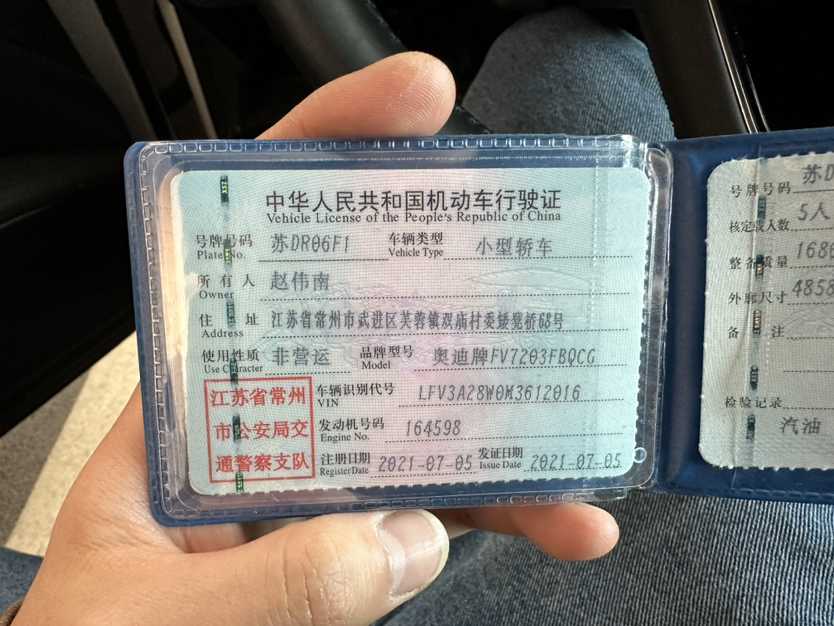 中华人民共和国机动车行驶证
Vehicle License of the People's Republic of China
号牌号码 苏DR06F1 车辆类型 小型轿车
Plate No. Vehicle Type
所有人 赵伟南
Owner
住址 江苏省常州市武进区芙蓉镇双庙村委矮凳桥68号
Address
使用性质 非营运 品牌型号 奥迪牌FV7203FBQCG
Use Character Model
江苏省常州
市公安局交
通警察支队
车辆识别代号 LFV3A28W0M3612016
VIN
发动机号码 164598
Engine No.
注册日期 2021-07-05 发证日期 2021-07-05
Register Date Issue Date
号牌号码 苏D
核定载人数 5人
整备质量 168
外廓尺寸 4858
备注
检验记录
汽油